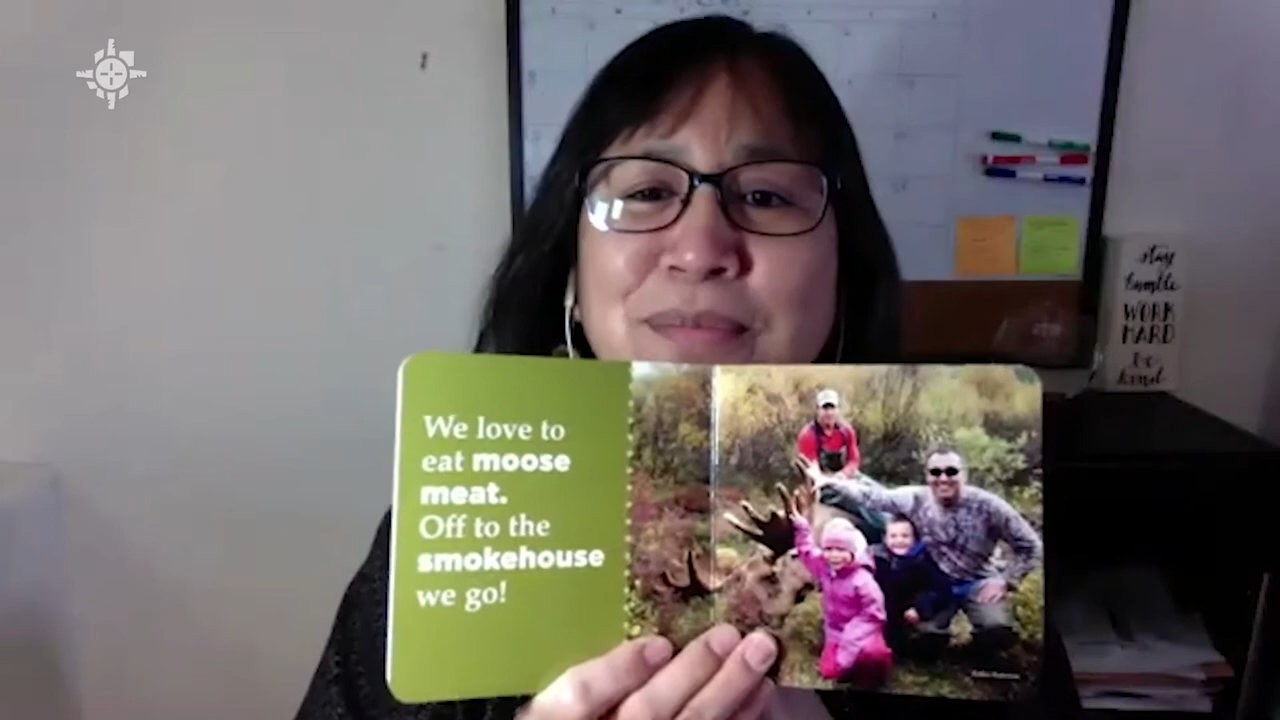 We love to
eat moose
meat.
Off to the
smokehouse
we go!
stay
humble
WORK
HARD
be
kind